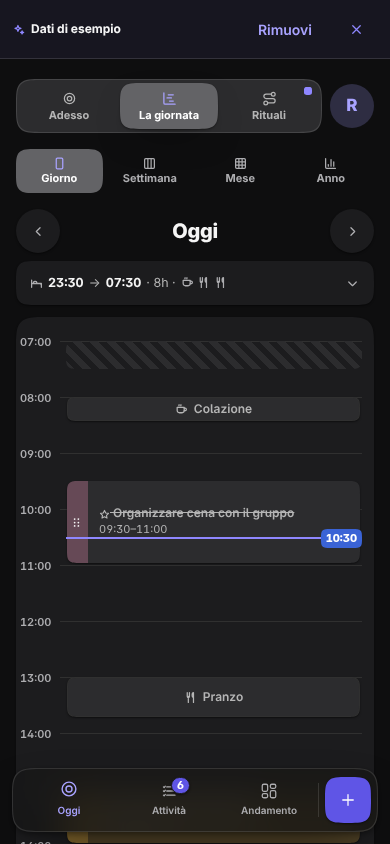 Dati di esempio
Rimuovi
Adesso
La giornata
Rituali
R
Giorno
Settimana
Mese
Anno
Oggi
23:30 → 07:30 · 8h ·
07:00
08:00
Colazione
09:00
10:00
Organizzare cena con il gruppo
09:30–11:00
10:30
11:00
12:00
13:00
Pranzo
14:00
6
Oggi
Attività
Andamento